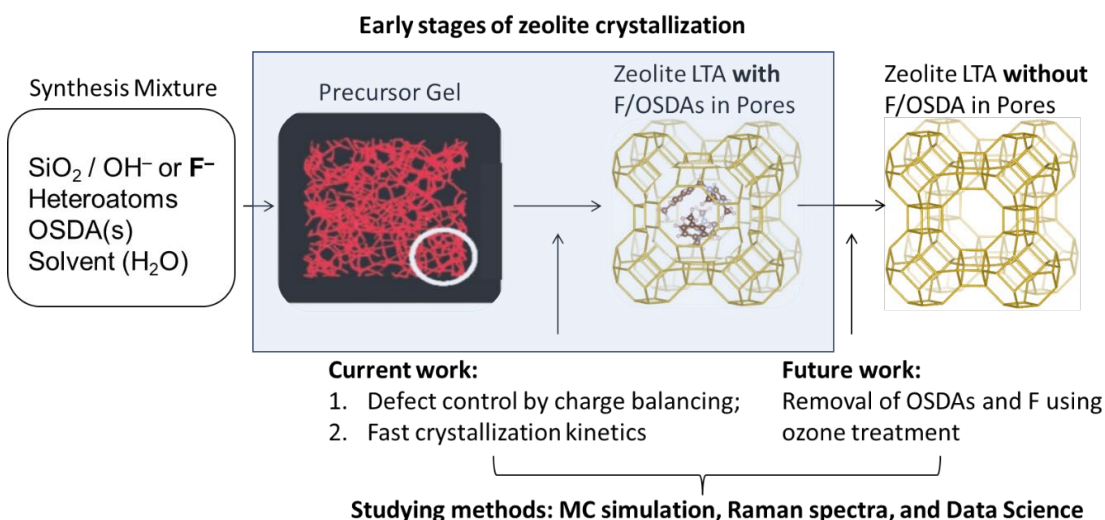 Early stages of zeolite crystallization
Synthesis Mixture
SiO₂ / OH⁻ or F⁻
Heteroatoms
OSDA(s)
Solvent (H₂O)
Precursor Gel
Zeolite LTA with
F/OSDAs in Pores
Zeolite LTA without
F/OSDA in Pores
Current work:
1. Defect control by charge balancing;
2. Fast crystallization kinetics
Future work:
Removal of OSDAs and F using
ozone treatment
Studying methods: MC simulation, Raman spectra, and Data Science